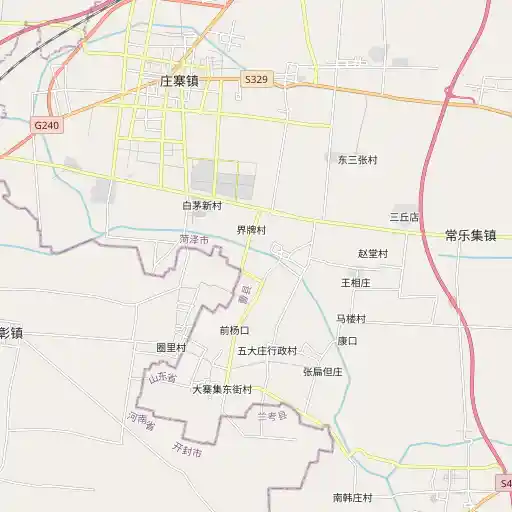 庄寨镇
S329
G240
东三张村
白茅新村
三丘店
界牌村
常乐集镇
菏泽市
赵堂村
王相庄
曹县
马楼村
前杨口
彰镇
康口
圈里村
五大庄行政村
张扁但庄
山东省
大寨集东街村
兰考县
河南省
开封市
S4
南韩庄村